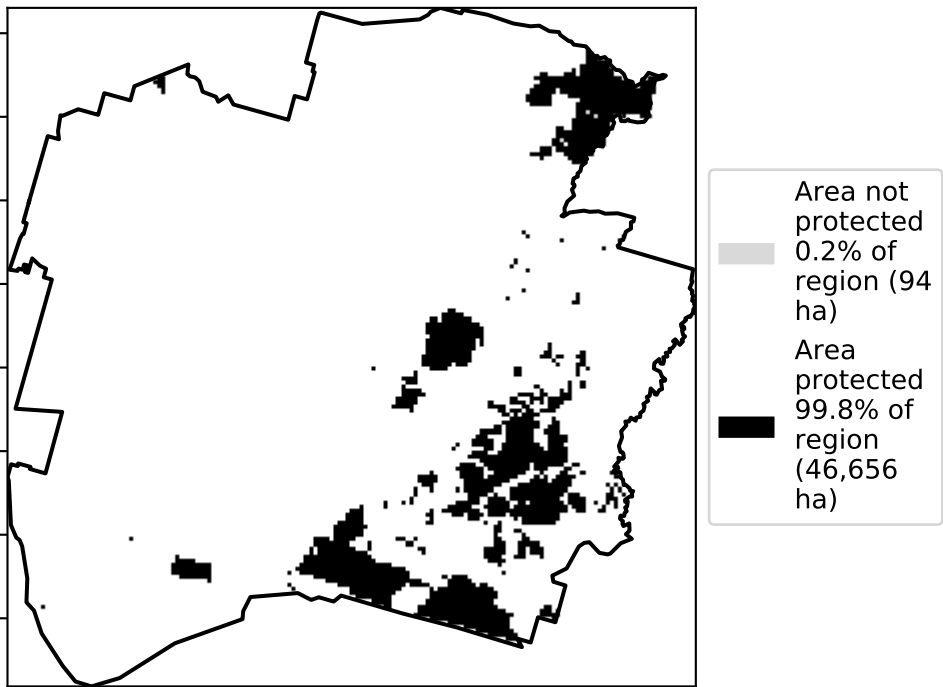 Area not
protected
0.2% of
region (94
ha)
Area
protected
99.8% of
region
(46,656
ha)